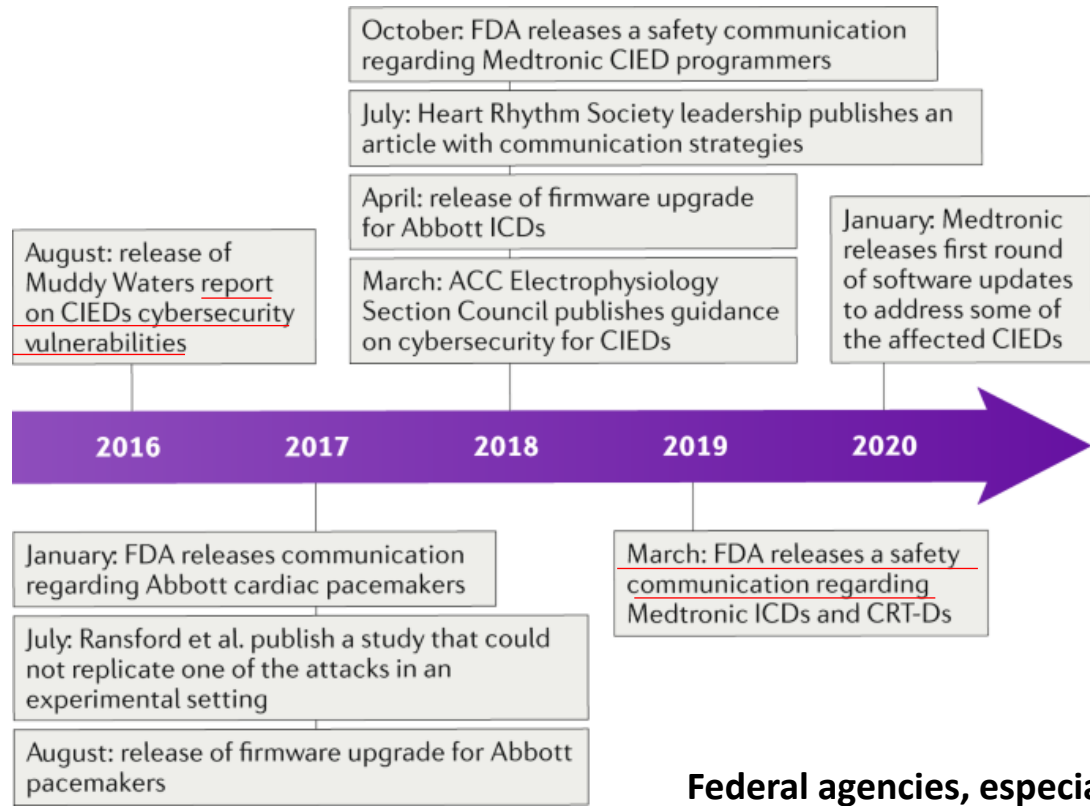 October: FDA releases a safety communication
regarding Medtronic CIED programmers
July: Heart Rhythm Society leadership publishes an
article with communication strategies
April: release of firmware upgrade
for Abbott ICDs
March: ACC Electrophysiology
Section Council publishes guidance
on cybersecurity for CIEDs
August: release of
Muddy Waters report
on CIEDs cybersecurity
vulnerabilities
January: Medtronic
releases first round
of software updates
to address some of
the affected CIEDs
2016 2017 2018 2019 2020
January: FDA releases communication
regarding Abbott cardiac pacemakers
July: Ransford et al. publish a study that could
not replicate one of the attacks in an
experimental setting
August: release of firmware upgrade for Abbott
pacemakers
March: FDA releases a safety
communication regarding
Medtronic ICDs and CRT-Ds
Federal agencies, especia